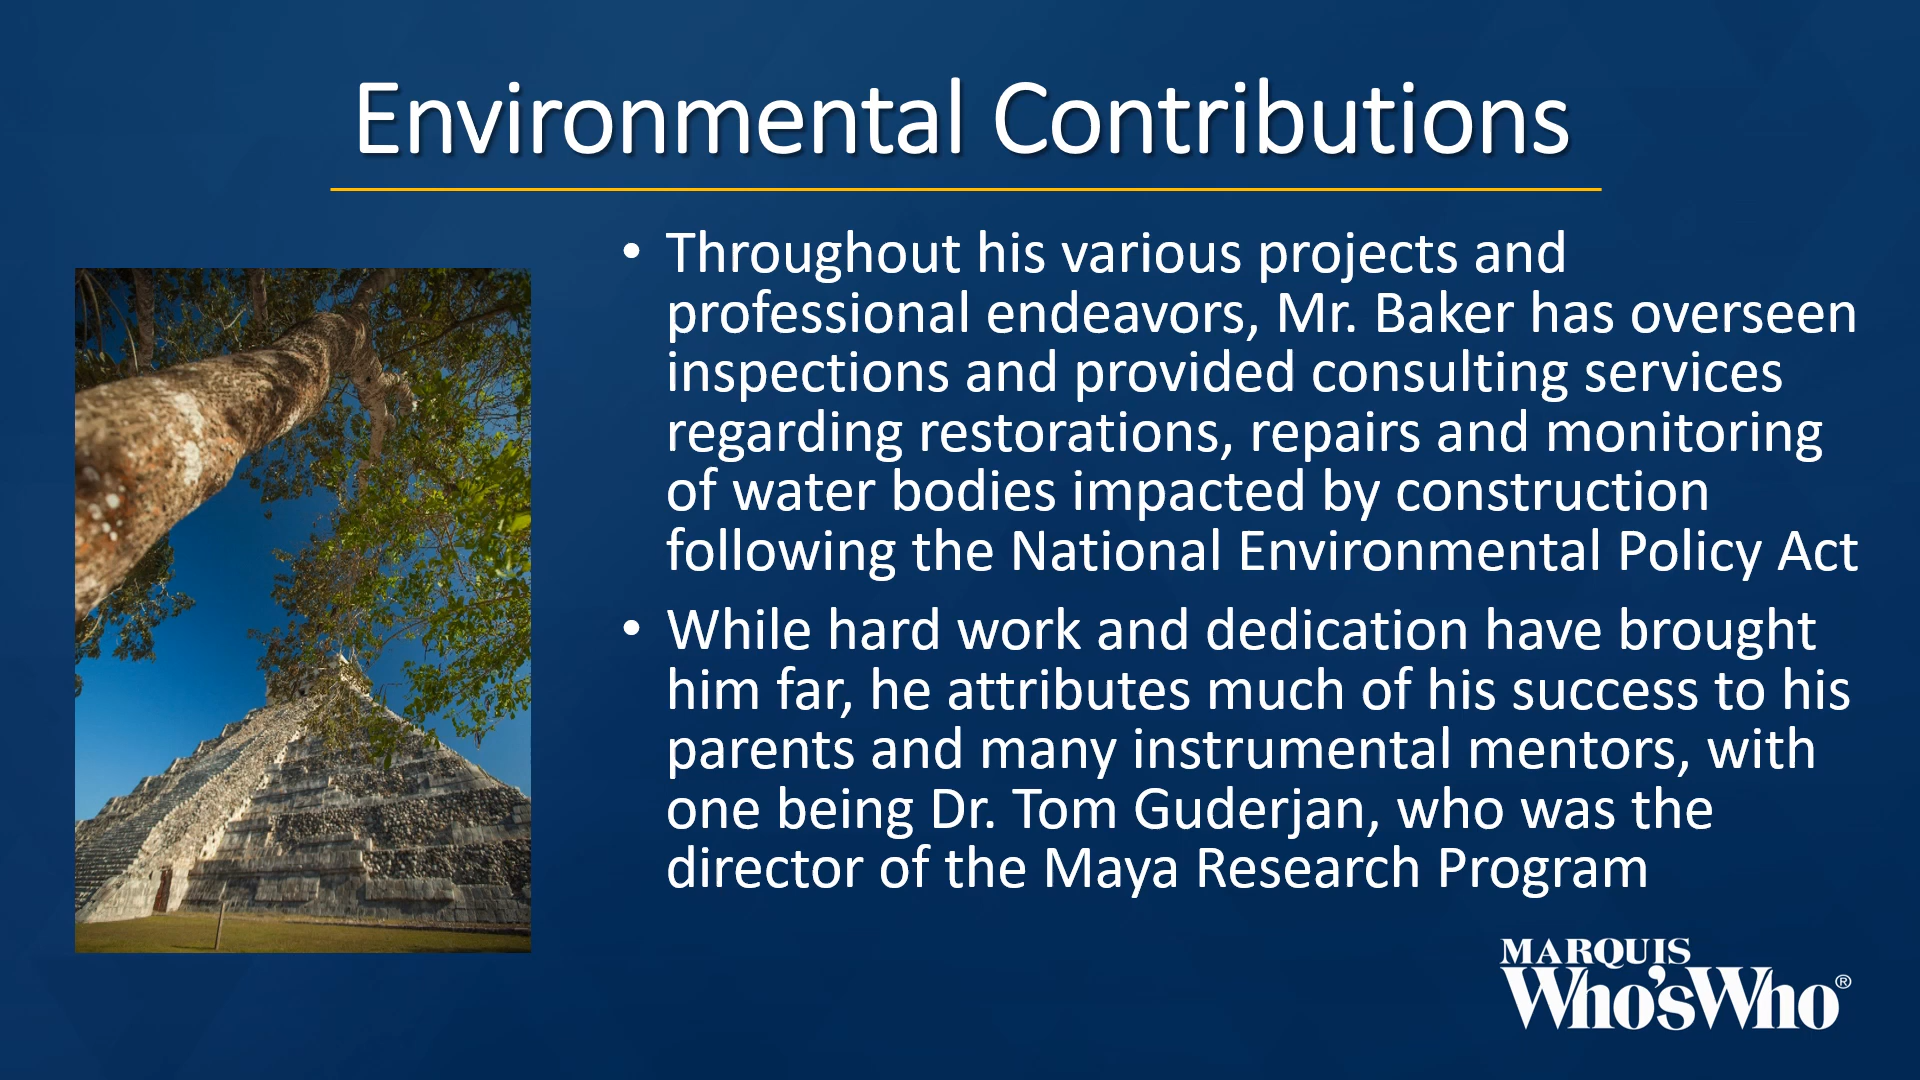 Environmental Contributions
• Throughout his various projects and
professional endeavors, Mr. Baker has overseen
inspections and provided consulting services
regarding restorations, repairs and monitoring
of water bodies impacted by construction
following the National Environmental Policy Act
• While hard work and dedication have brought
him far, he attributes much of his success to his
parents and many instrumental mentors, with
one being Dr. Tom Guderjan, who was the
director of the Maya Research Program
MARQUIS
Who'sWho®